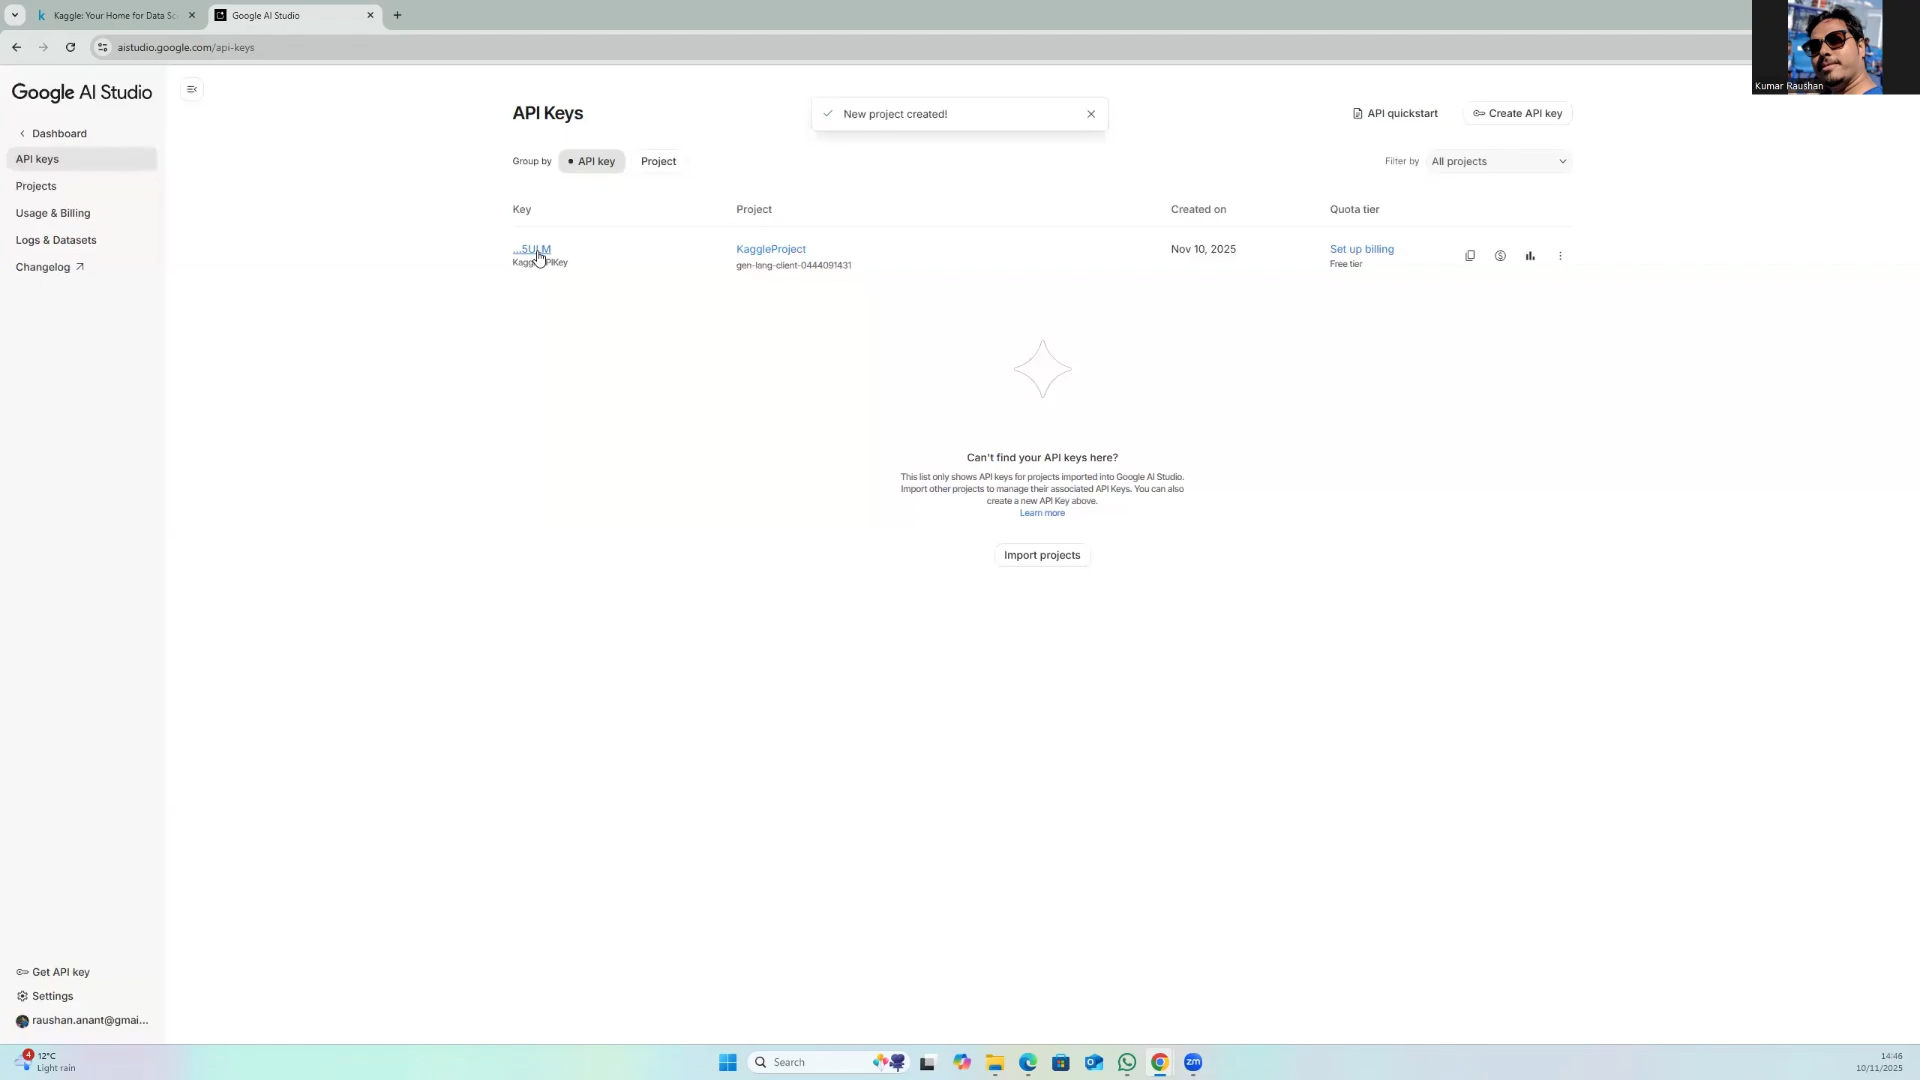 Kaggle: Your Home for Data Sc
Google AI Studio
aistudio.google.com/api-keys
Kumar Raushan
Google AI Studio
Dashboard
API keys
Projects
Usage & Billing
Logs & Datasets
Changelog
API Keys
New project created!
API quickstart
Create API key
Group by
API key
Project
Filter by
All projects
Key
Project
Created on
Quota tier
...5ULM
KaggleProject
Nov 10, 2025
Set up billing
gen-lang-client-0444091431
Free tier
Can't find your API keys here?
This list only shows API keys for projects imported into Google AI Studio.
Import other projects to manage their associated API Keys. You can also
create a new API Key above.
Learn more
Import projects
Get API key
Settings
raushan.anant@gmai...
4
12°C
Light rain
Search
zm
14:46
10/11/2025